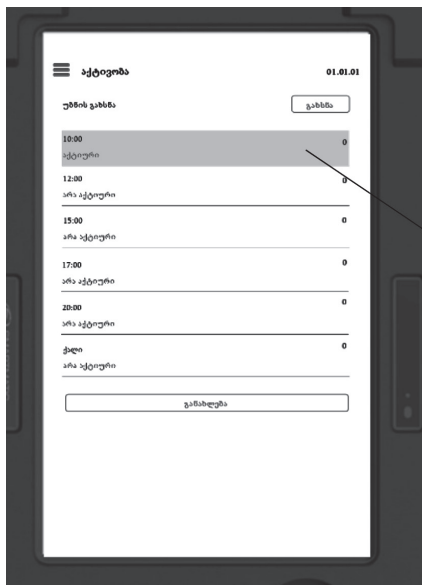 აქტივობა 01.01.01
უბნის გახსნა გახსნა
10:00 0
აქტიური
12:00 0
არა აქტიური
15:00 0
არა აქტიური
17:00 0
არა აქტიური
20:00 0
არა აქტიური
ქალი 0
არა აქტიური
განახლება